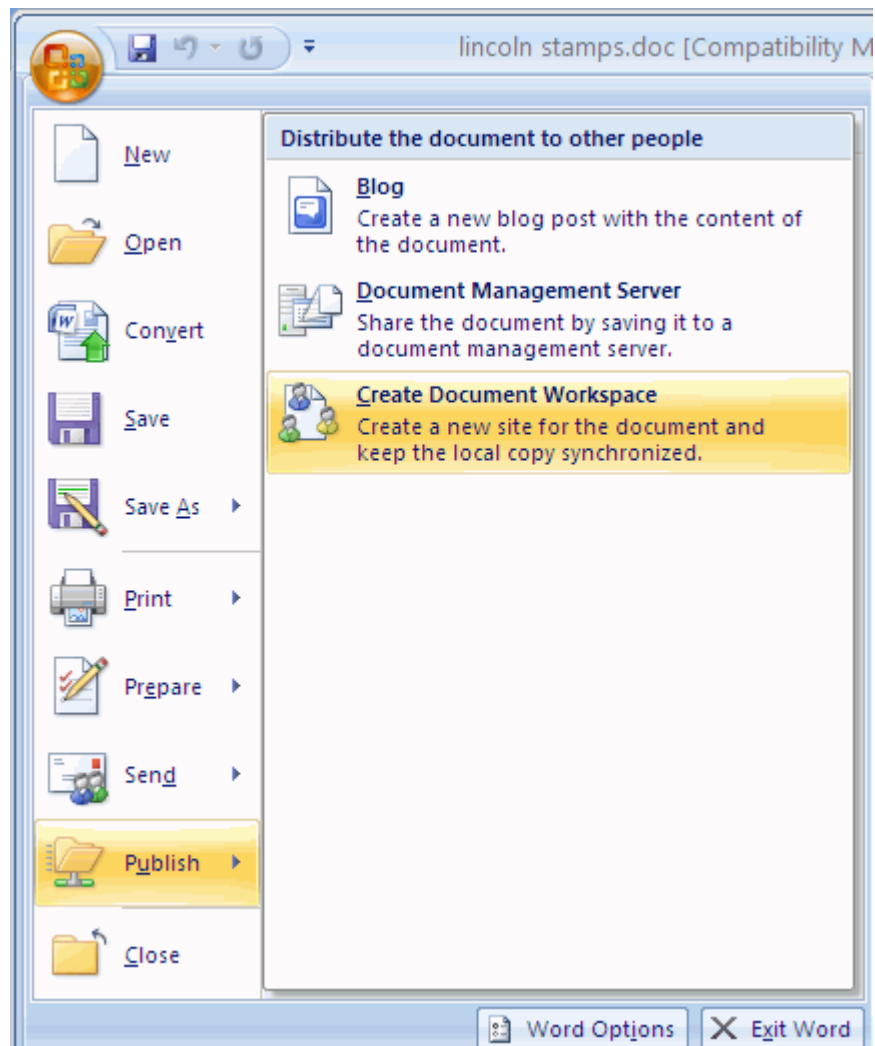 lincoln stamps.doc [Compatibility M
New
Open
Convert
Save
Save As
Print
Prepare
Send
Publish
Close
Distribute the document to other people
Blog
Create a new blog post with the content of
the document.
Document Management Server
Share the document by saving it to a
document management server.
Create Document Workspace
Create a new site for the document and
keep the local copy synchronized.
Word Options
Exit Word